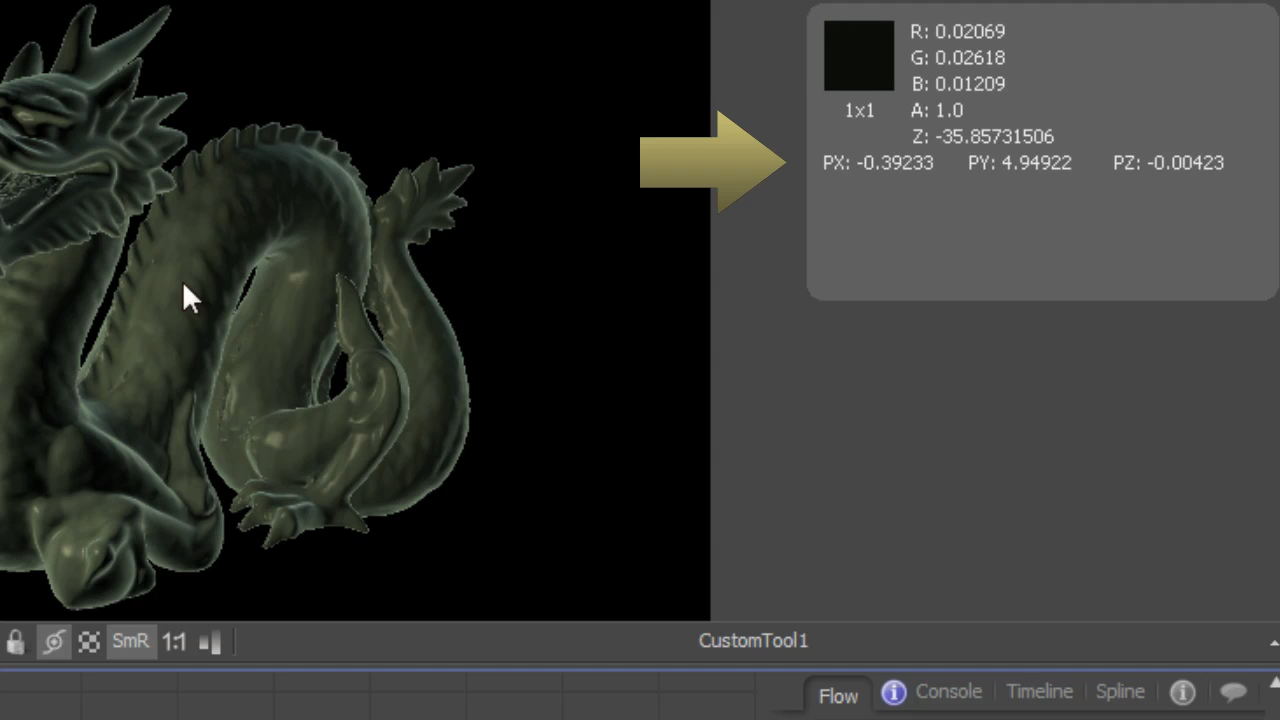 R: 0.02069
G: 0.02618
B: 0.01209
1x1 A: 1.0
Z: -35.85731506
PX: -0.39233 PY: 4.94922 PZ: -0.00423
SmR 1:1 CustomTool1
Flow Console Timeline Spline